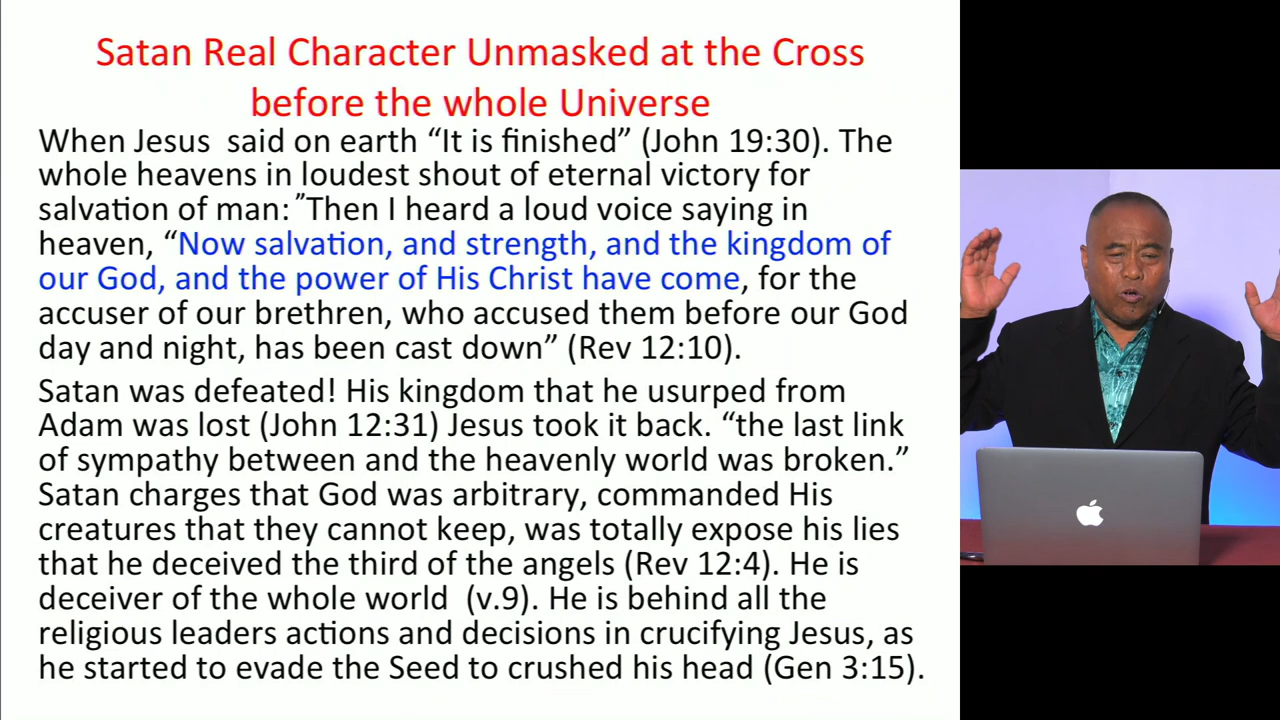 Satan Real Character Unmasked at the Cross
before the whole Universe
When Jesus said on earth “It is finished” (John 19:30). The
whole heavens in loudest shout of eternal victory for
salvation of man: ”Then I heard a loud voice saying in
heaven, “Now salvation, and strength, and the kingdom of
our God, and the power of His Christ have come, for the
accuser of our brethren, who accused them before our God
day and night, has been cast down” (Rev 12:10).
Satan was defeated! His kingdom that he usurped from
Adam was lost (John 12:31) Jesus took it back. “the last link
of sympathy between and the heavenly world was broken.”
Satan charges that God was arbitrary, commanded His
creatures that they cannot keep, was totally expose his lies
that he deceived the third of the angels (Rev 12:4). He is
deceiver of the whole world (v.9). He is behind all the
religious leaders actions and decisions in crucifying Jesus, as
he started to evade the Seed to crushed his head (Gen 3:15).